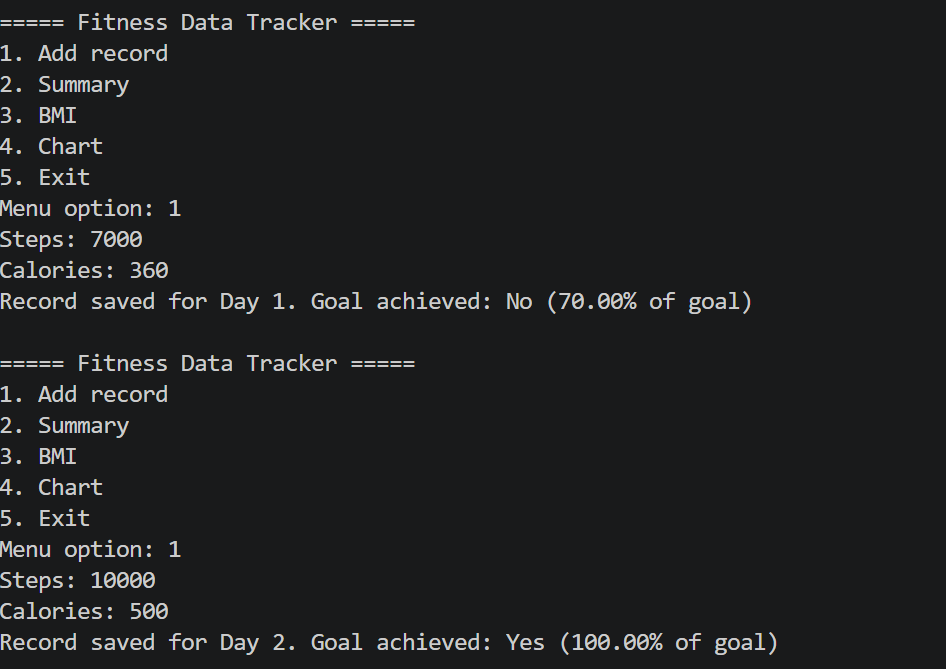 ===== Fitness Data Tracker =====
1. Add record
2. Summary
3. BMI
4. Chart
5. Exit
Menu option: 1
Steps: 7000
Calories: 360
Record saved for Day 1. Goal achieved: No (70.00% of goal)
===== Fitness Data Tracker =====
1. Add record
2. Summary
3. BMI
4. Chart
5. Exit
Menu option: 1
Steps: 10000
Calories: 500
Record saved for Day 2. Goal achieved: Yes (100.00% of goal)